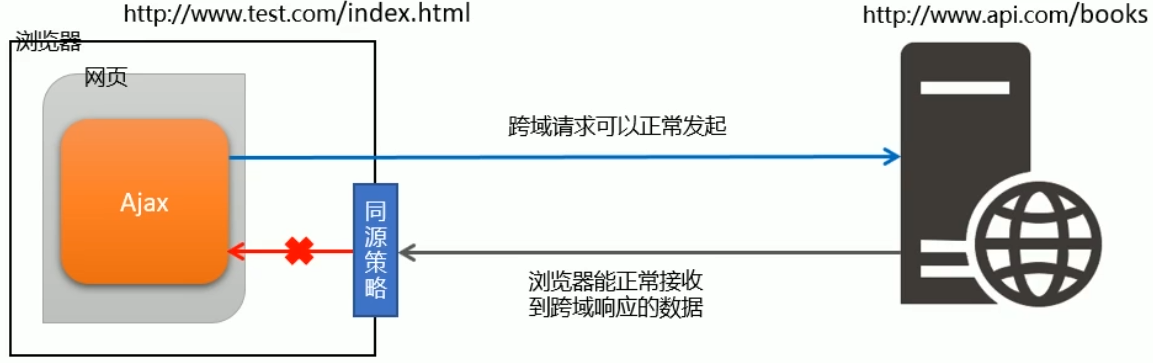 http://www.test.com/index.html
http://www.api.com/books
浏览器
网页
跨域请求可以正常发起
Ajax
同源策略
浏览器能正常接收
到跨域响应的数据